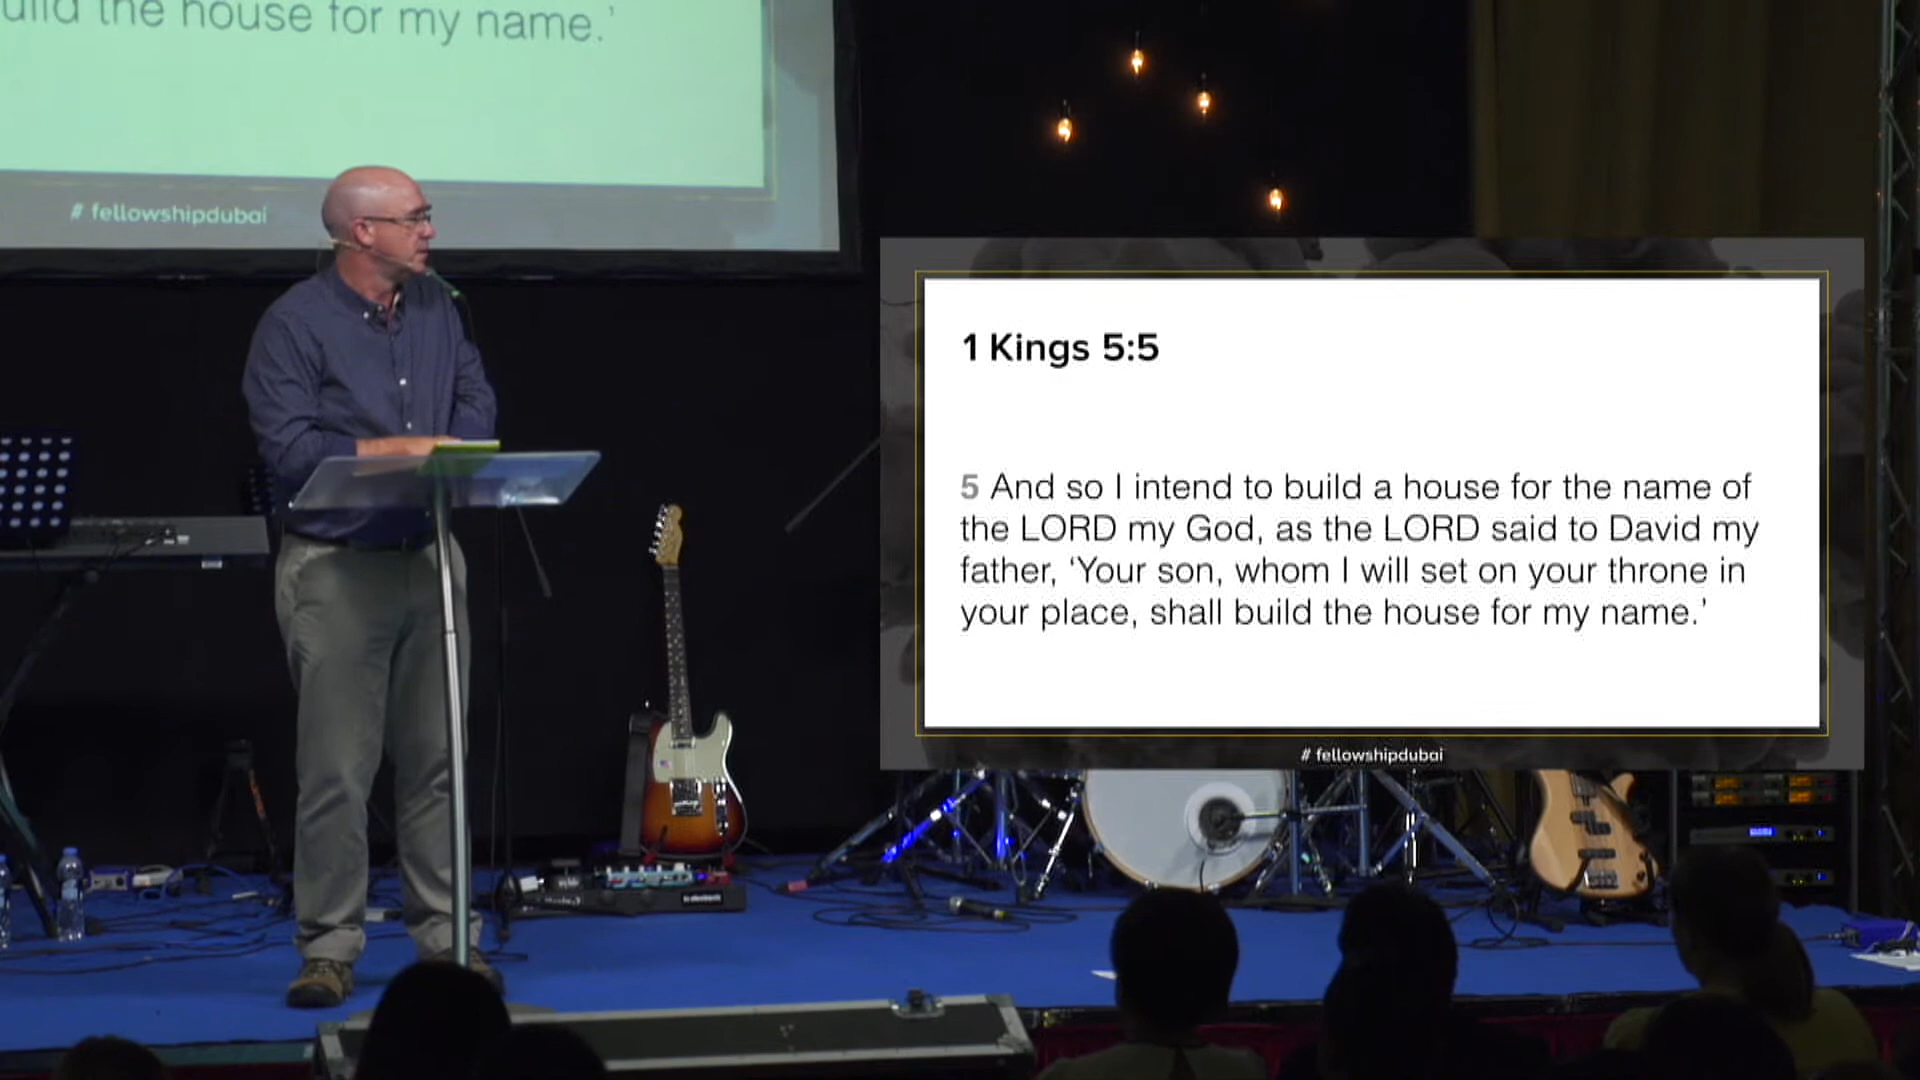 uild the house for my name.’
# fellowshipdubai
1 Kings 5:5
5 And so I intend to build a house for the name of
the LORD my God, as the LORD said to David my
father, ‘Your son, whom I will set on your throne in
your place, shall build the house for my name.’
# fellowshipdubai